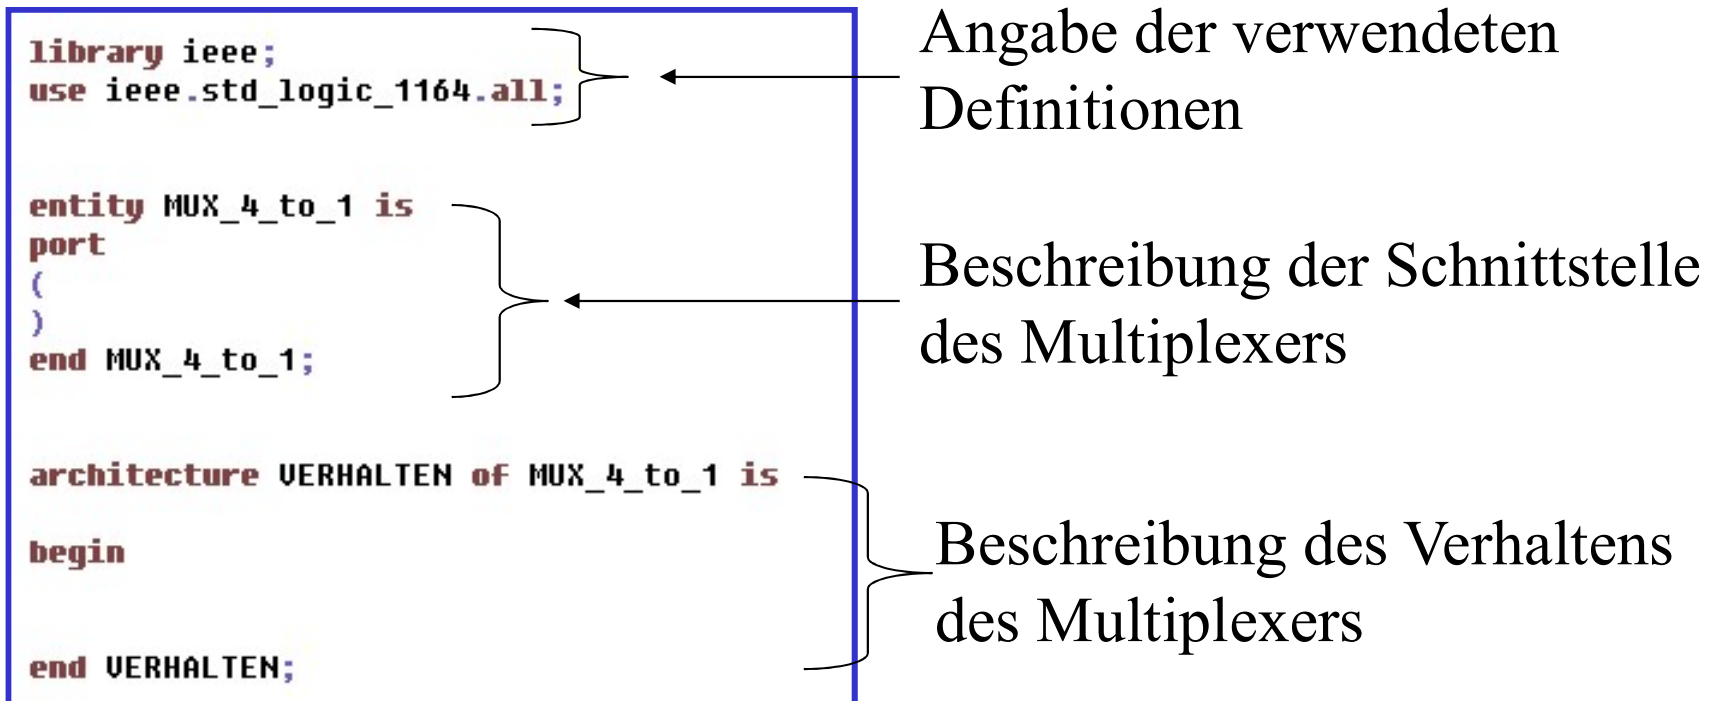 library ieee;
use ieee.std_logic_1164.all;
Angabe der verwendeten
Definitionen
entity MUX_4_to_1 is
port
(
)
end MUX_4_to_1;
Beschreibung der Schnittstelle
des Multiplexers
architecture VERHALTEN of MUX_4_to_1 is
begin
end VERHALTEN;
Beschreibung des Verhaltens
des Multiplexers